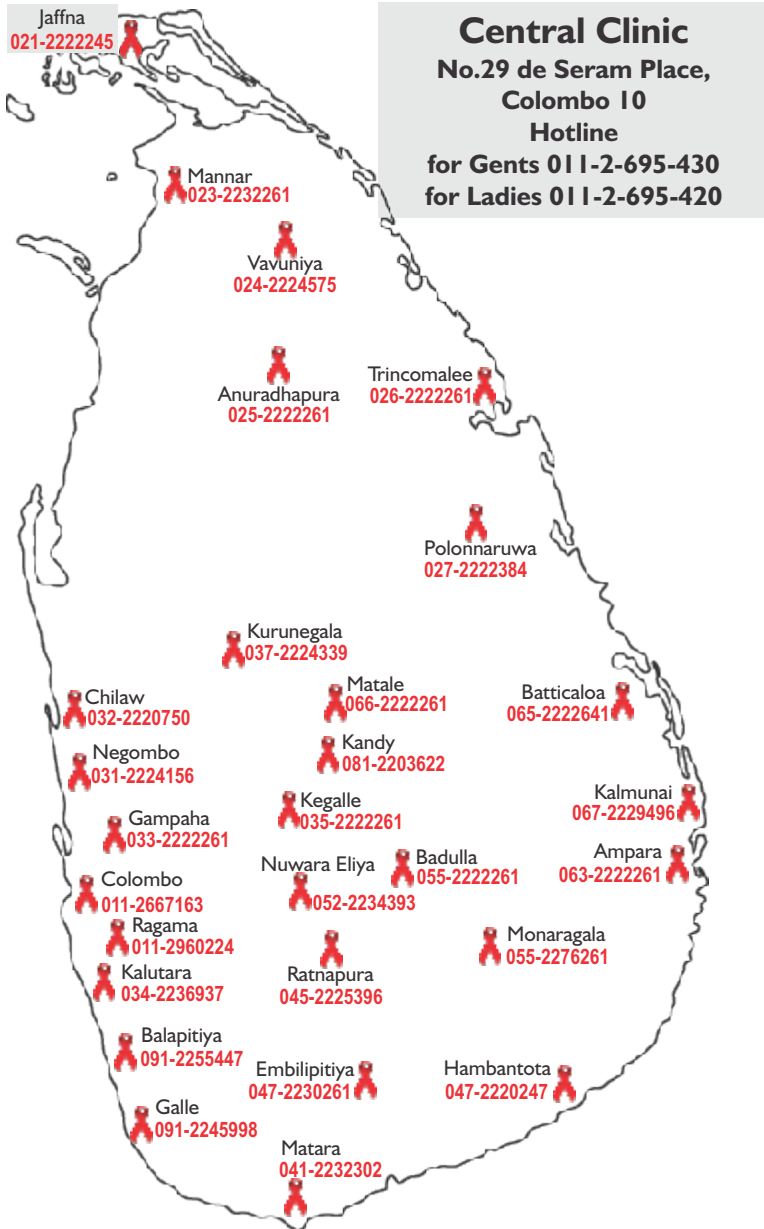 Jaffna
021-2222245
Central Clinic
No.29 de Seram Place,
Colombo 10
Hotline
for Gents 011-2-695-430
for Ladies 011-2-695-420
Mannar
023-2232261
Vavuniya
024-2224575
Anuradhapura
025-2222261
Trincomalee
026-2222261
Polonnaruwa
027-2222384
Kurunegala
037-2224339
Chilaw
032-2220750
Matale
066-2222261
Batticaloa
065-2222641
Negombo
031-2224156
Kandy
081-2203622
Gampaha
033-2222261
Kegalle
035-2222261
Kalmunai
067-2229496
Colombo
011-2667163
Nuwara Eliya
052-2234393
Badulla
055-2222261
Ampara
063-2222261
Ragama
011-2960224
Kalutara
034-2236937
Ratnapura
045-2225396
Monaragala
055-2276261
Balapitiya
091-2255447
Embilipitiya
047-2230261
Hambantota
047-2220247
Galle
091-2245998
Matara
041-2232302